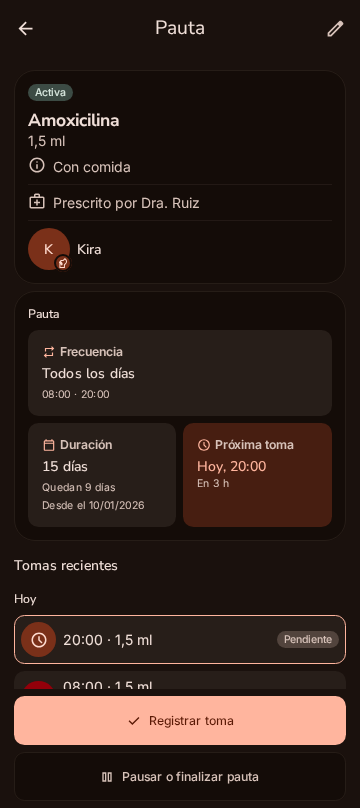 Pauta
Activa
Amoxicilina
1,5 ml
Con comida
Prescrito por Dra. Ruiz
K
Kira
Pauta
Frecuencia
Todos los días
08:00 · 20:00
Duración
15 días
Quedan 9 días
Desde el 10/01/2026
Próxima toma
Hoy, 20:00
En 3 h
Tomas recientes
Hoy
20:00 · 1,5 ml
Pendiente
08:00 · 1,5 ml
Registrar toma
Pausar o finalizar pauta